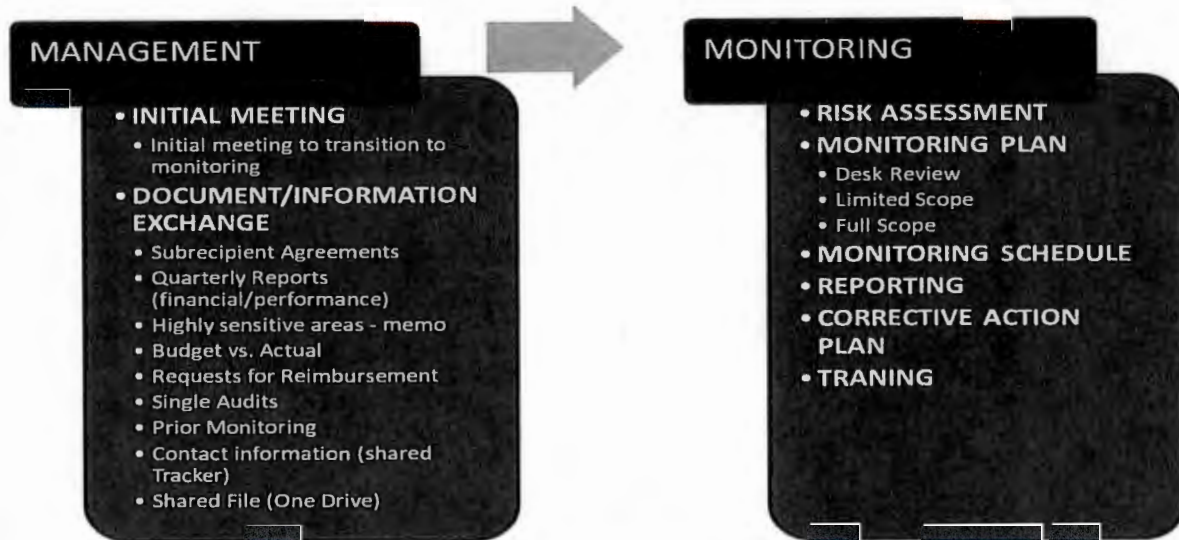 MANAGEMENT
• INITIAL MEETING
• Initial meeting to transition to
monitoring
• DOCUMENT/INFORMATION
EXCHANGE
• Subrecipient Agreements
• Quarterly Reports
(financial/performance)
• Highly sensitive areas - memo
• Budget vs. Actual
• Requests for Reimbursement
• Single Audits
• Prior Monitoring
• Contact information (shared
Tracker)
• Shared File (One Drive)
MONITORING
• RISK ASSESSMENT
• MONITORING PLAN
• Desk Review
• Limited Scope
• Full Scope
• MONITORING SCHEDULE
• REPORTING
• CORRECTIVE ACTION
PLAN
• TRANING